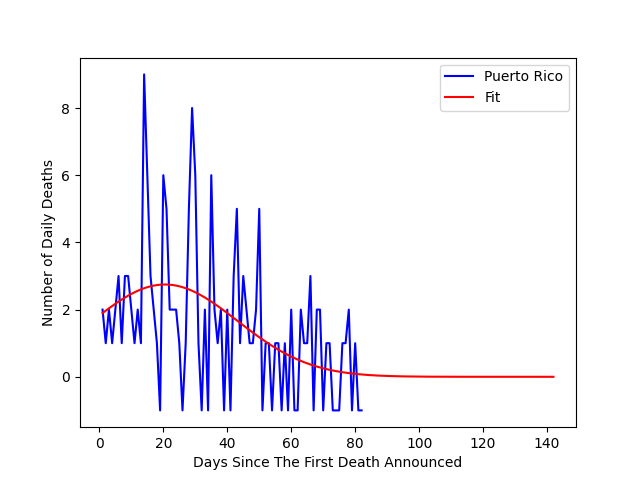 Puerto Rico
Fit
Number of Daily Deaths
8
6
4
2
0
0 20 40 60 80 100 120 140
Days Since The First Death Announced